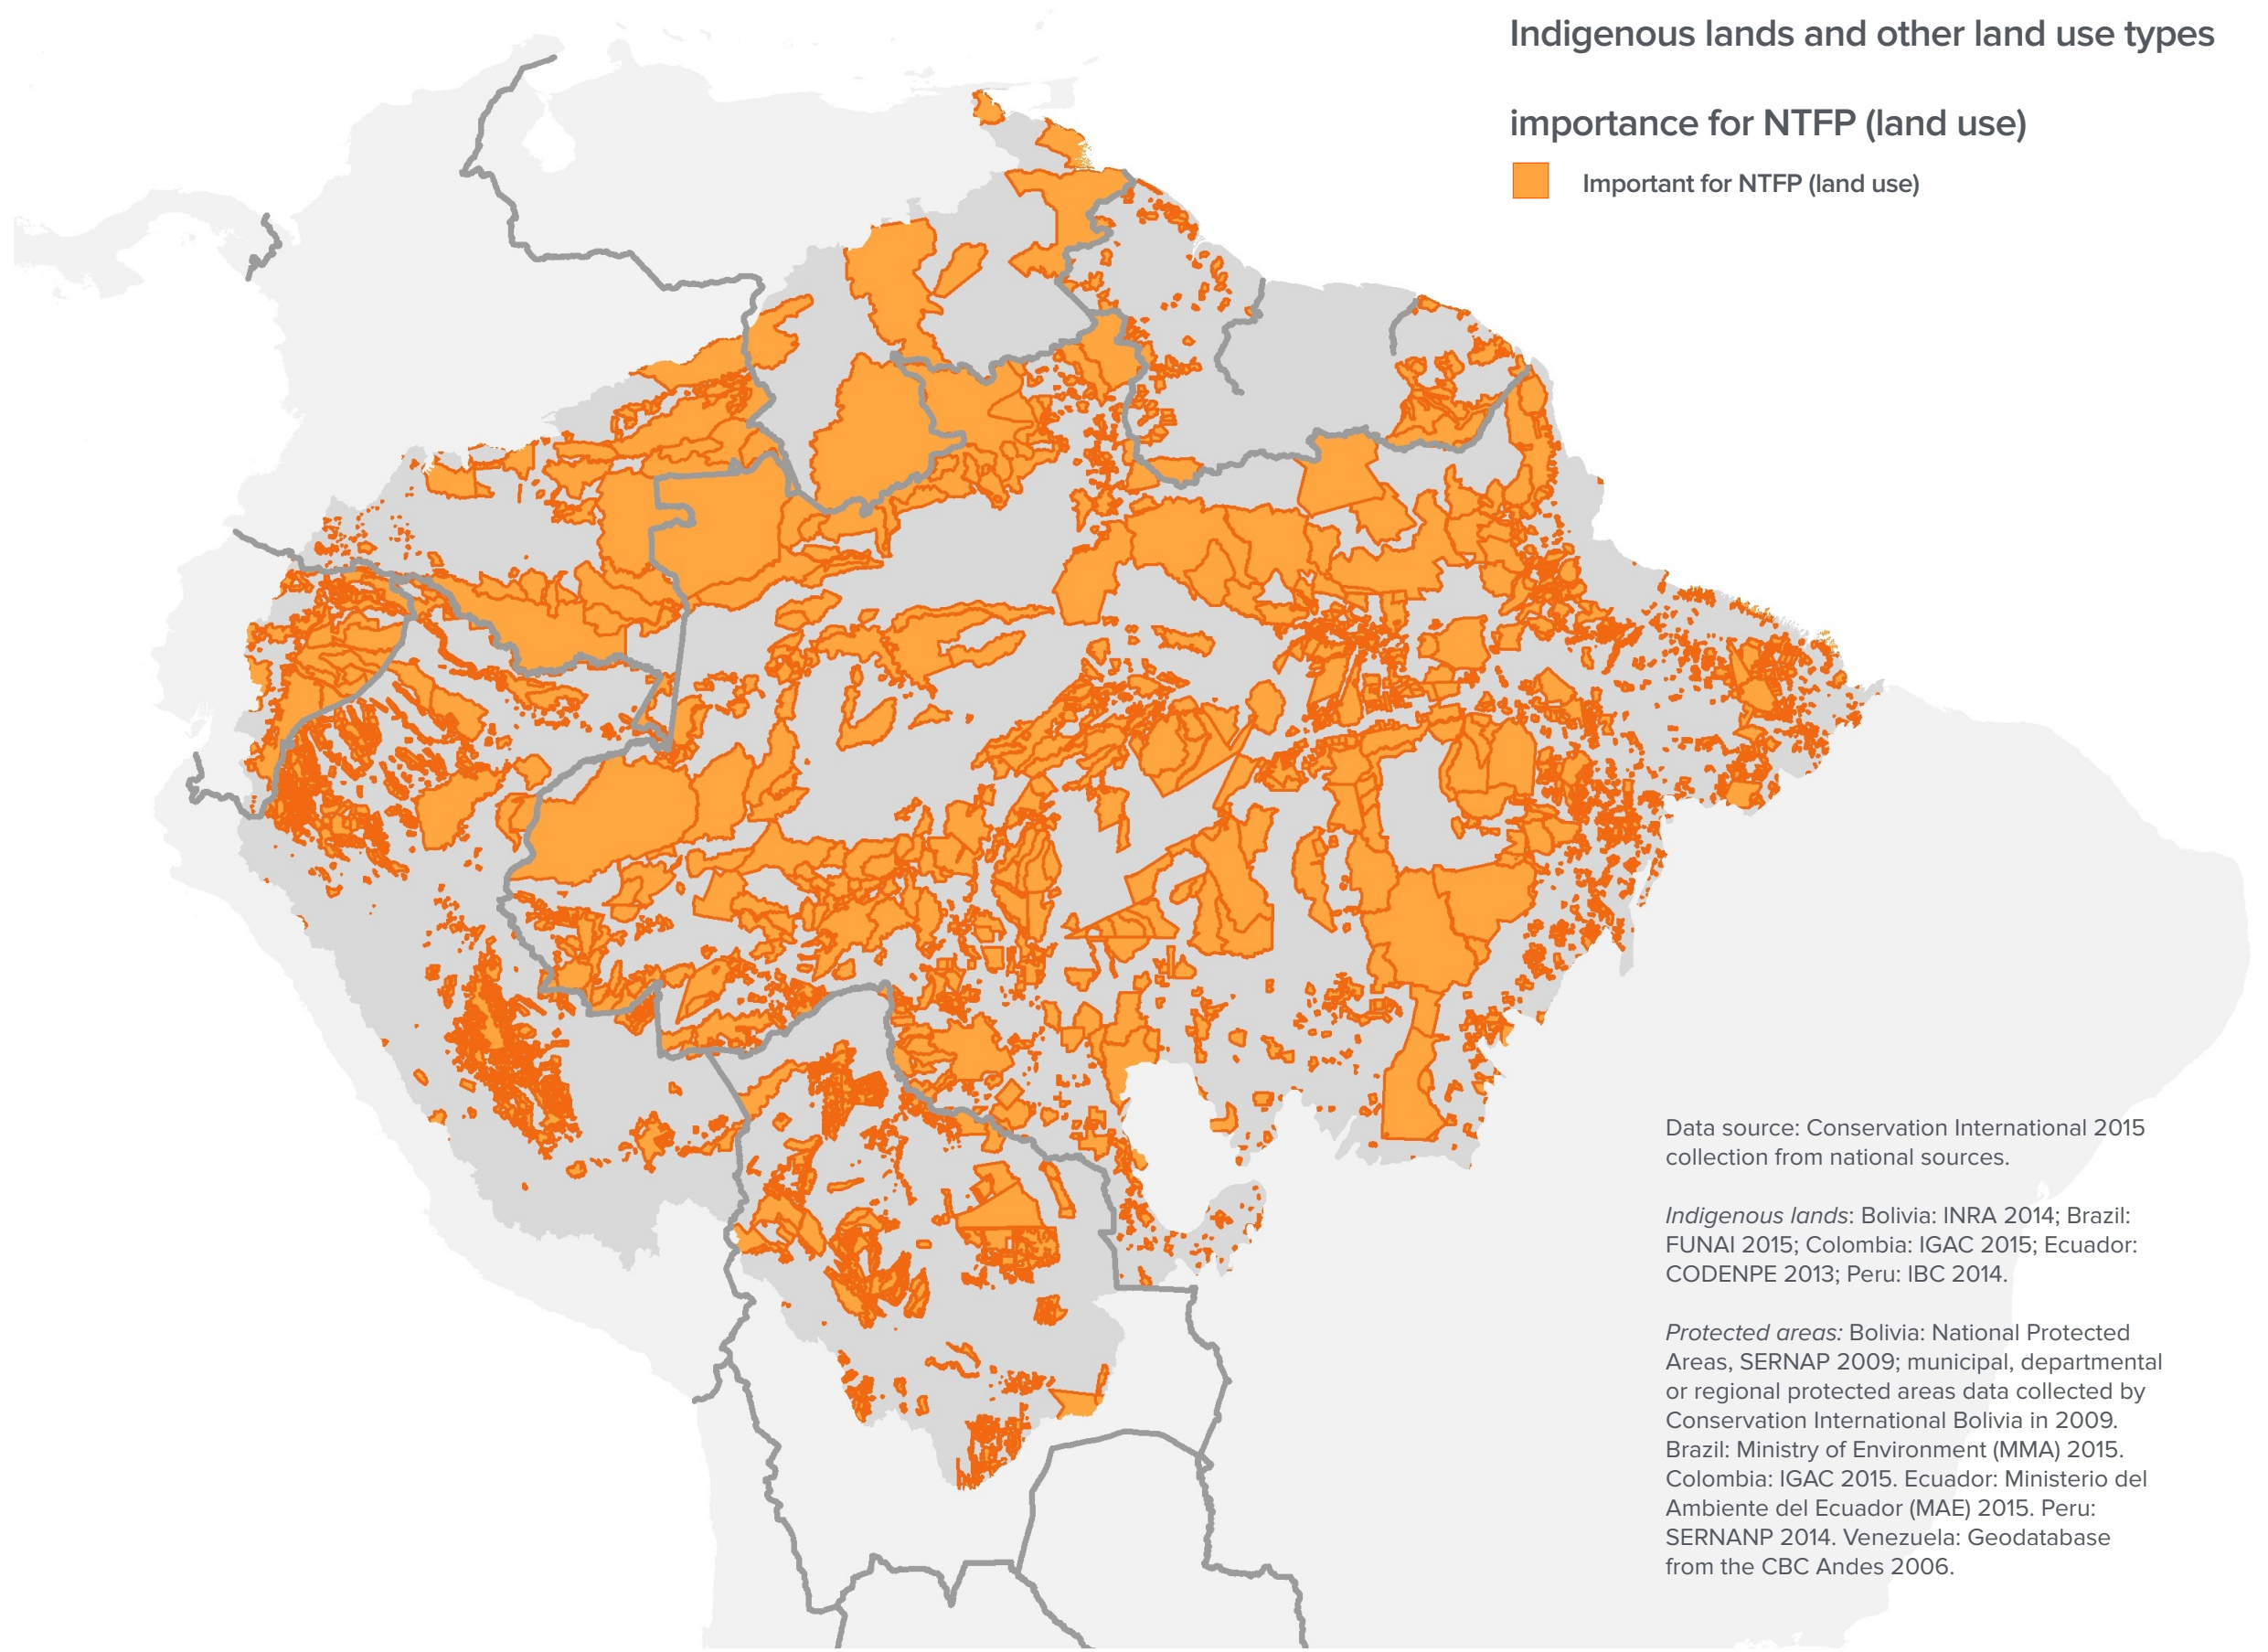 Indigenous lands and other land use types
importance for NTFP (land use)
Important for NTFP (land use)
Data source: Conservation International 2015
collection from national sources.
Indigenous lands: Bolivia: INRA 2014; Brazil:
FUNAI 2015; Colombia: IGAC 2015; Ecuador:
CODENPE 2013; Peru: IBC 2014.
Protected areas: Bolivia: National Protected
Areas, SERNAP 2009; municipal, departmental
or regional protected areas data collected by
Conservation International Bolivia in 2009.
Brazil: Ministry of Environment (MMA) 2015.
Colombia: IGAC 2015. Ecuador: Ministerio del
Ambiente del Ecuador (MAE) 2015. Peru:
SERNANP 2014. Venezuela: Geodatabase
from the CBC Andes 2006.